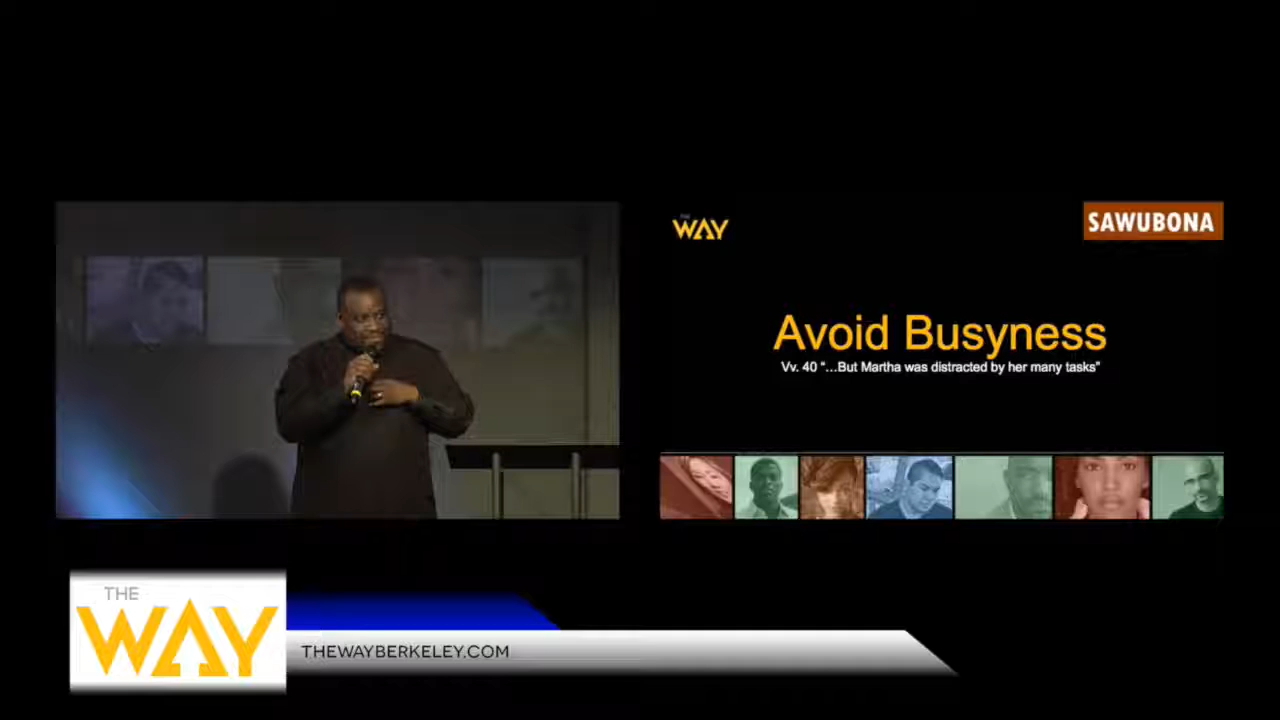 THE
WAY
SAWUBONA
Avoid Busyness
Vv. 40 “...But Martha was distracted by her many tasks”
THE
WAY
THEWAYBERKELEY.COM